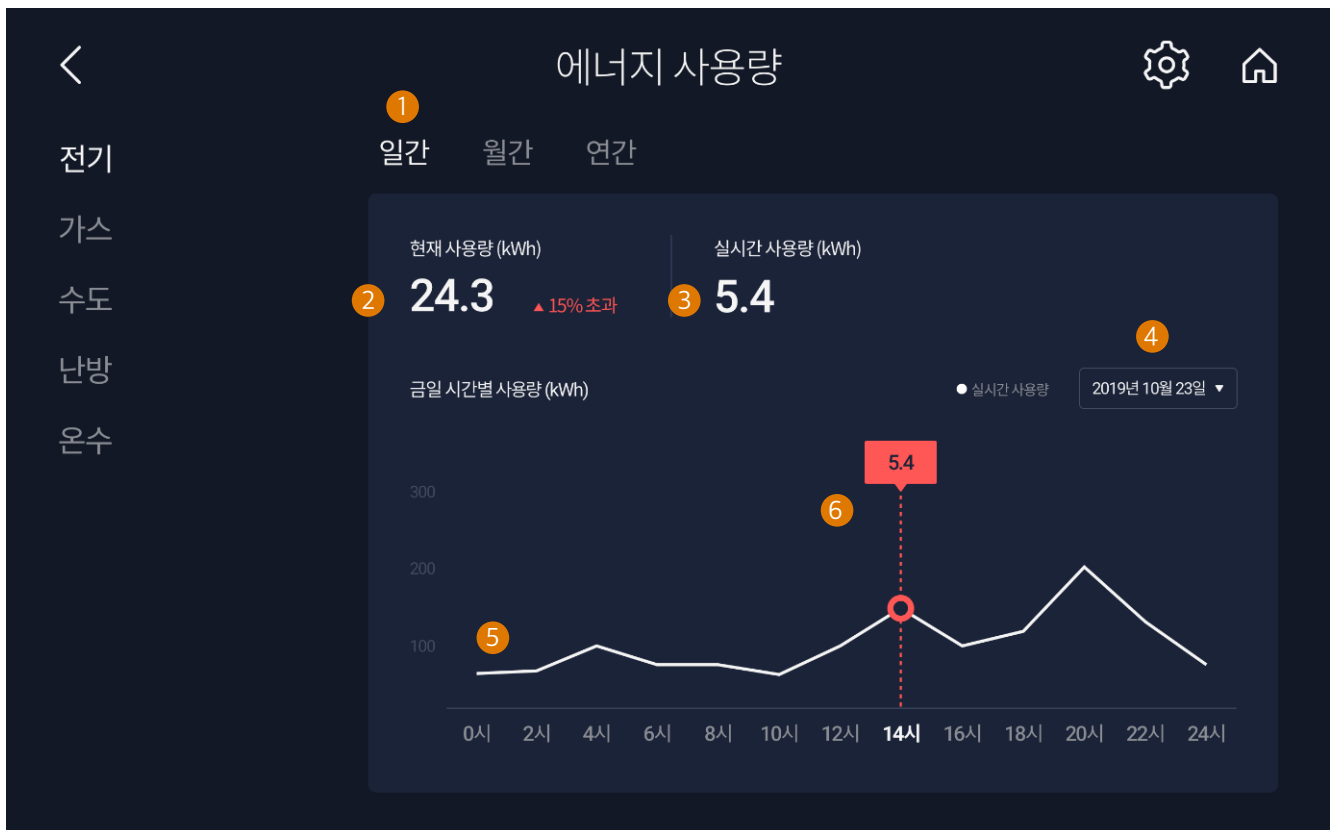 에너지 사용량
1
일간 월간 연간
전기
가스
수도
난방
온수
현재 사용량 (kWh)
2 24.3 ▲ 15% 초과
실시간 사용량 (kWh)
3 5.4
4
금일 시간별 사용량 (kWh)
● 실시간 사용량
2019년 10월 23일 ▼
5.4
6
300
200
100
5
0시 2시 4시 6시 8시 10시 12시 14시 16시 18시 20시 22시 24시